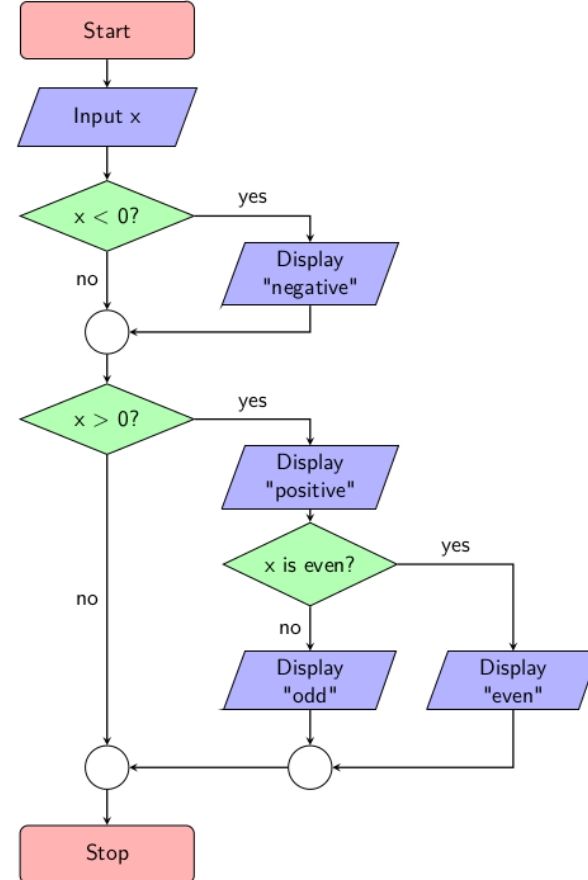 Start
Input x
x < 0?
yes
Display
"negative"
no
x > 0?
yes
Display
"positive"
x is even?
yes
no
no
Display
"odd"
Display
"even"
Stop